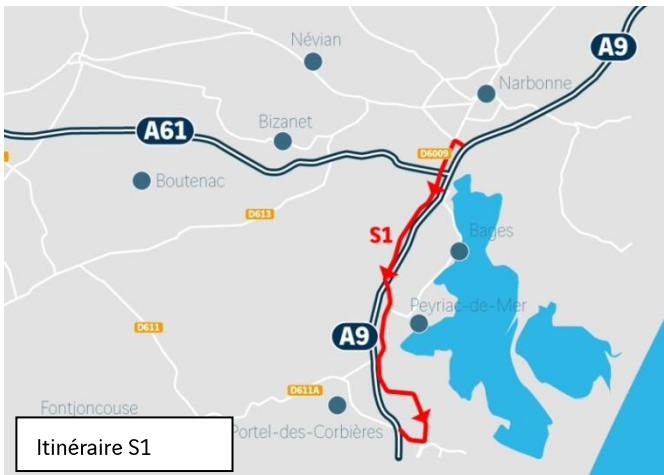 Névian
A9
Narbonne
A61
Bizanet
D6009
Boutenac
D613
S1
Bages
Peyriac-de-Mer
D611
A9
D611A
Fontjoncouse
Portel-des-Corbières
Itinéraire S1